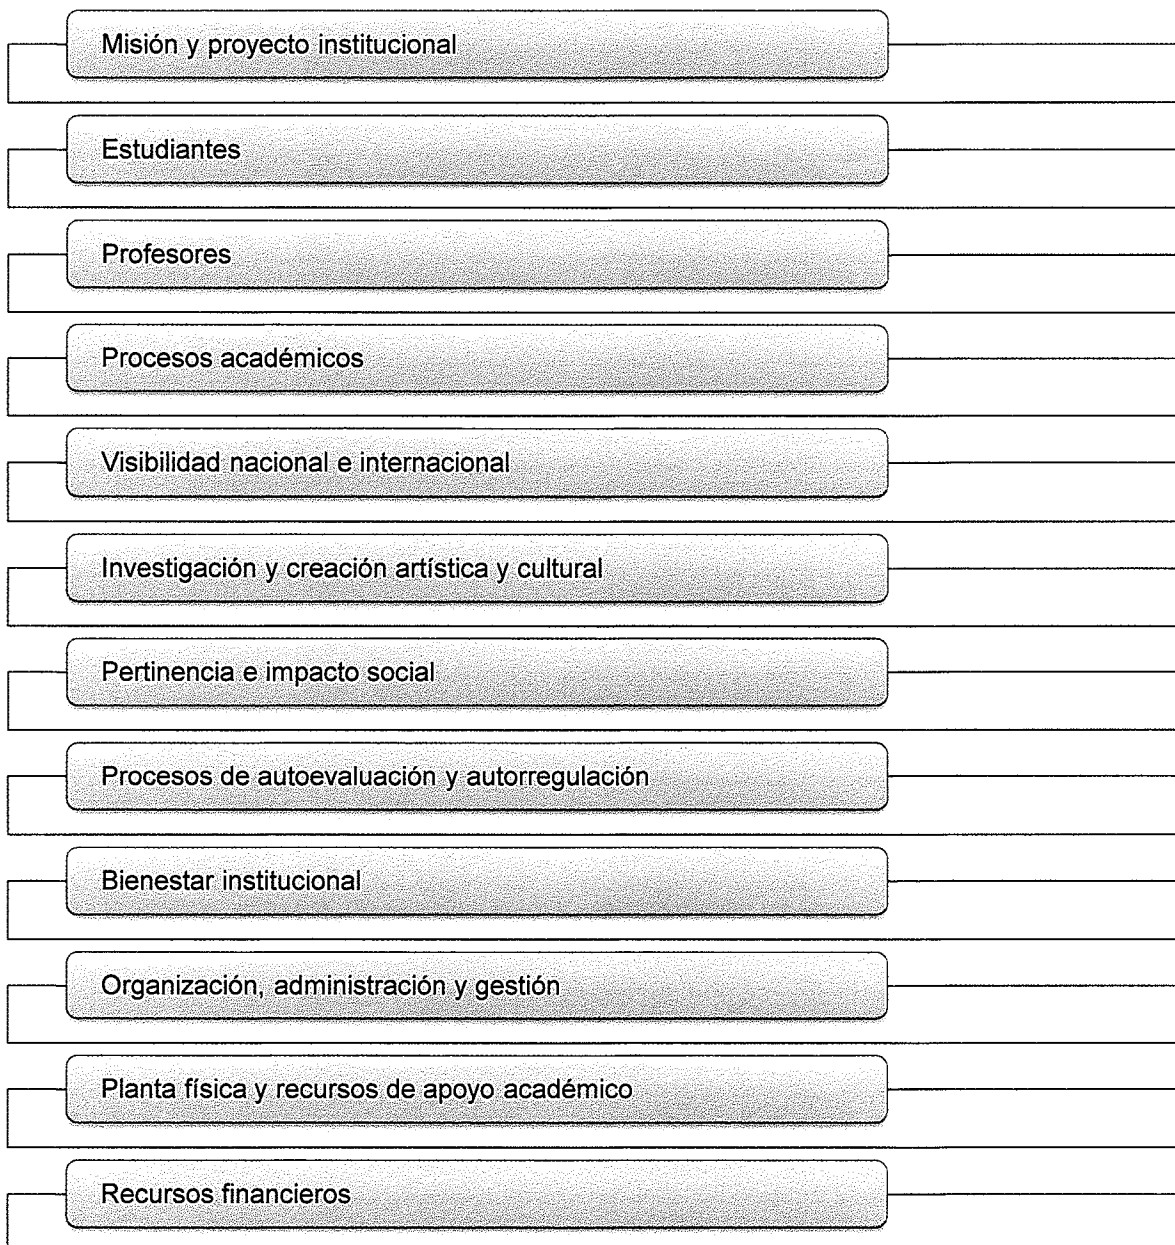 Misión y proyecto institucional
Estudiantes
Profesores
Procesos académicos
Visibilidad nacional e internacional
Investigación y creación artística y cultural
Pertinencia e impacto social
Procesos de autoevaluación y autorregulación
Bienestar institucional
Organización, administración y gestión
Planta física y recursos de apoyo académico
Recursos financieros